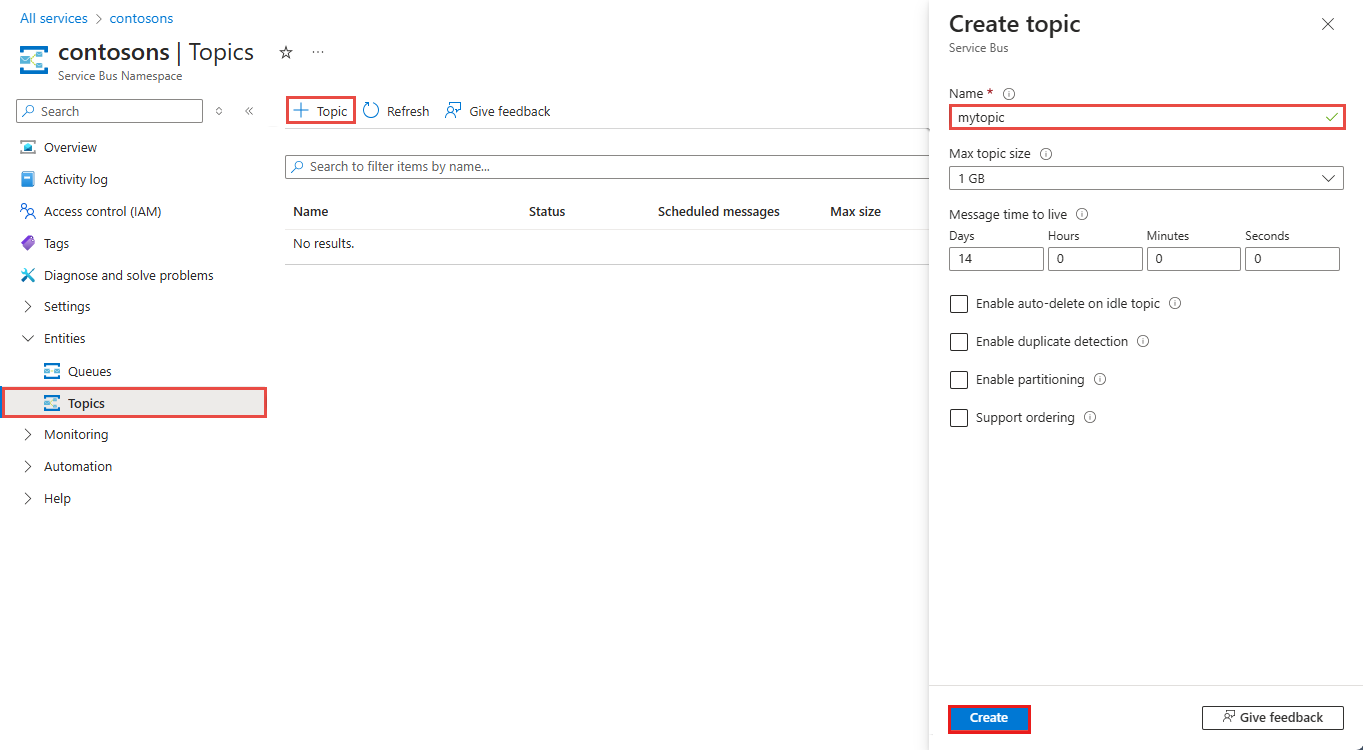 All services > contosons
contosons | Topics
Service Bus Namespace
Search
Overview
Activity log
Access control (IAM)
Tags
Diagnose and solve problems
Settings
Entities
Queues
Topics
Monitoring
Automation
Help
+ Topic Refresh Give feedback
Search to filter items by name...
Name Status Scheduled messages Max size
No results.
Create topic
Service Bus
Name *
mytopic
Max topic size
1 GB
Message time to live
Days Hours Minutes Seconds
14 0 0 0
Enable auto-delete on idle topic
Enable duplicate detection
Enable partitioning
Support ordering
Create Give feedback